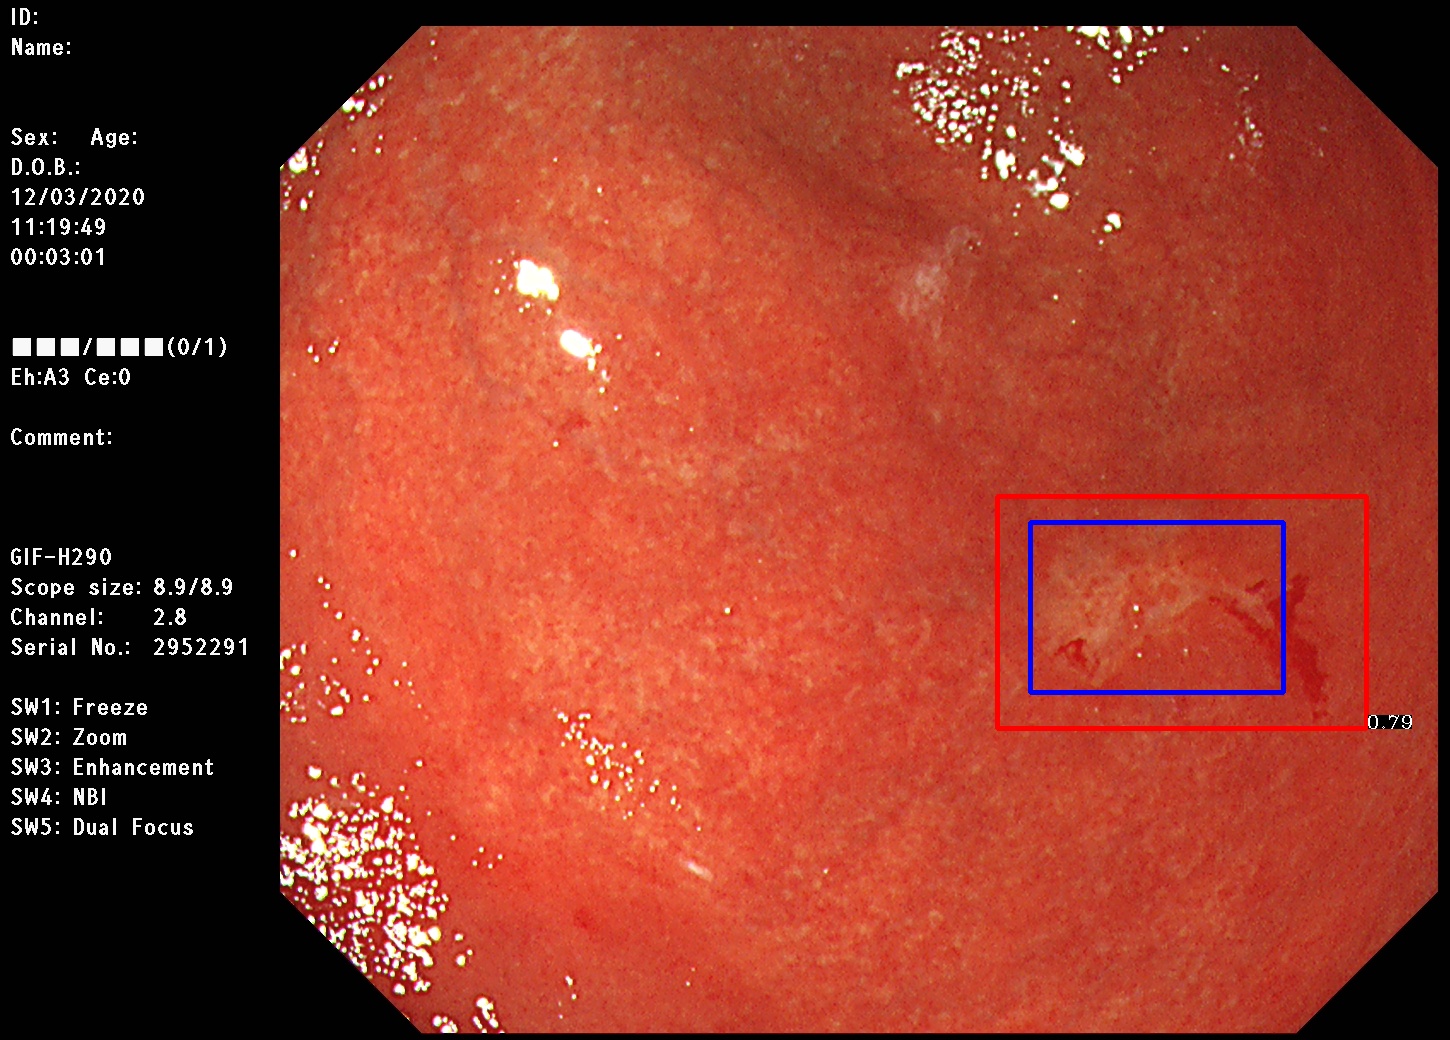 ID:
Name:
Sex: Age:
D.O.B.:
12/03/2020
11:19:49
00:03:01
■■■/■■■(0/1)
Eh:A3 Ce:0
Comment:
GIF-H290
Scope size: 8.9/8.9
Channel: 2.8
Serial No.: 2952291
SW1: Freeze
SW2: Zoom
SW3: Enhancement
SW4: NBI
SW5: Dual Focus
0.79